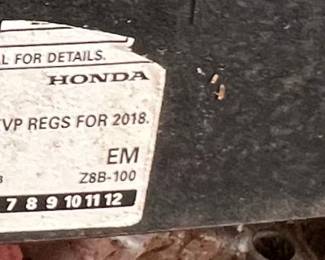 L FOR DETAILS.
HONDA
VP REGS FOR 2018.
EM
Z8B-100
7 8 9 10 11 12